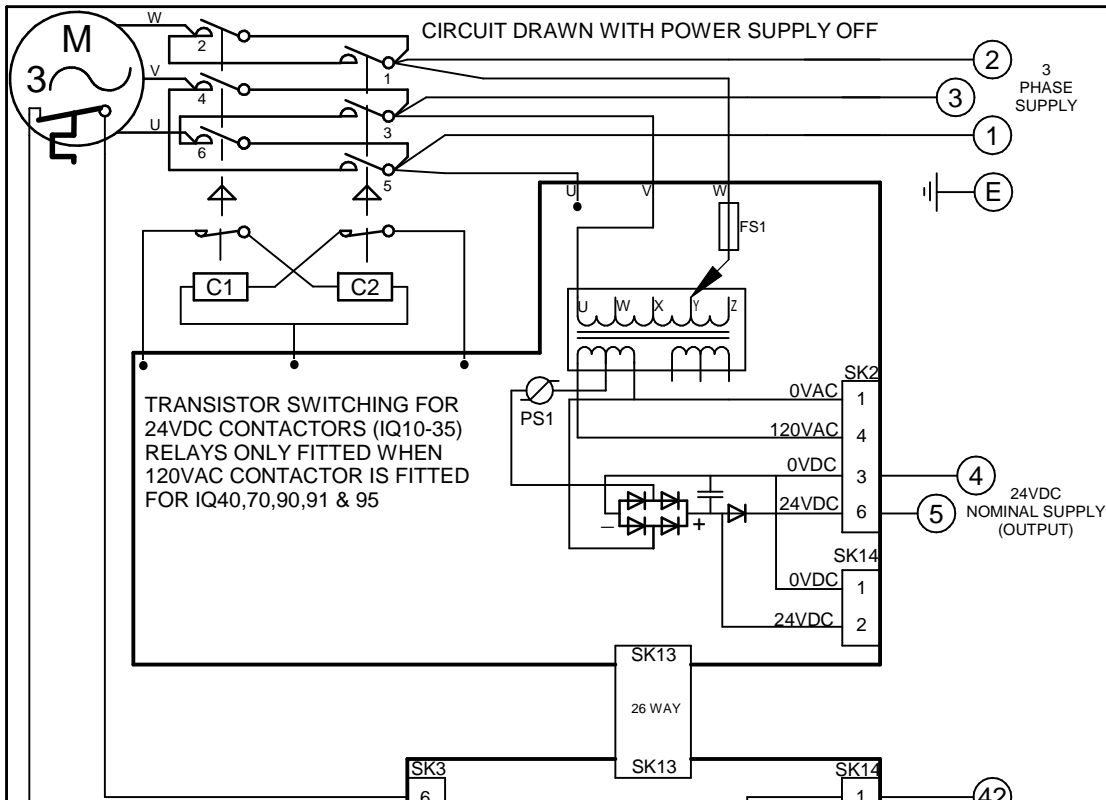 CIRCUIT DRAWN WITH POWER SUPPLY OFF
M
3
W
2
1
V
4
3
U
6
5
2
3
1
E
3
PHASE
SUPPLY
U
V
W
FS1
C1
C2
U W X Y Z
PS1
TRANSISTOR SWITCHING FOR
24VDC CONTACTORS (IQ10-35)
RELAYS ONLY FITTED WHEN
120VAC CONTACTOR IS FITTED
FOR IQ40,70,90,91 & 95
SK2
0VAC 1
120VAC 4
0VDC 3
24VDC 6
4
5
24VDC
NOMINAL SUPPLY
(OUTPUT)
– +
SK14
0VDC 1
24VDC 2
SK13
26 WAY
SK13
SK3
6
SK14
1
42